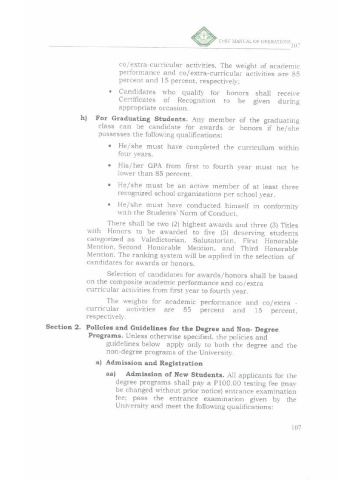 CSPC MANUAL OF OPERATIONS
107
co/extra-curricular activities. The weight of academic
performance and co/extra-curricular activities are 85
percent and 15 percent, respectively.
• Candidates who qualify for honors shall receive
Certificates of Recognition to be given during
appropriate occasion.
h) For Graduating Students. Any member of the graduating
class can be candidate for awards or honors if he/she
possesses the following qualifications:
• He/she must have completed the curriculum within
four years.
• His/her GPA from first to fourth year must not be
lower than 85 percent.
• He/she must be an active member of at least three
recognized school organizations per school year.
• He/she must have conducted himself in conformity
with the Students' Norm of Conduct.
There shall be two (2) highest awards and three (3) Titles
with Honors to be awarded to five (5) deserving students
categorized as Valedictorian, Salutatorian, First Honorable
Mention, Second Honorable Mention, and Third Honorable
Mention. The ranking system will be applied in the selection of
candidates for awards or honors.
Selection of candidates for awards/honors shall be based
on the composite academic performance and co/extra
curricular activities from first year to fourth year.
The weights for academic performance and co/extra -
curricular activities are 85 percent and 15 percent,
respectively.
Section 2. Policies and Guidelines for the Degree and Non- Degree
Programs. Unless otherwise specified, the policies and
guidelines below apply only to both the degree and the
non-degree programs of the University.
a) Admission and Registration
aa) Admission of New Students. All applicants for the
degree programs shall pay a P100.00 testing fee (may
be changed without prior notice) entrance examination
fee; pass the entrance examination given by the
University and meet the following qualifications:
107